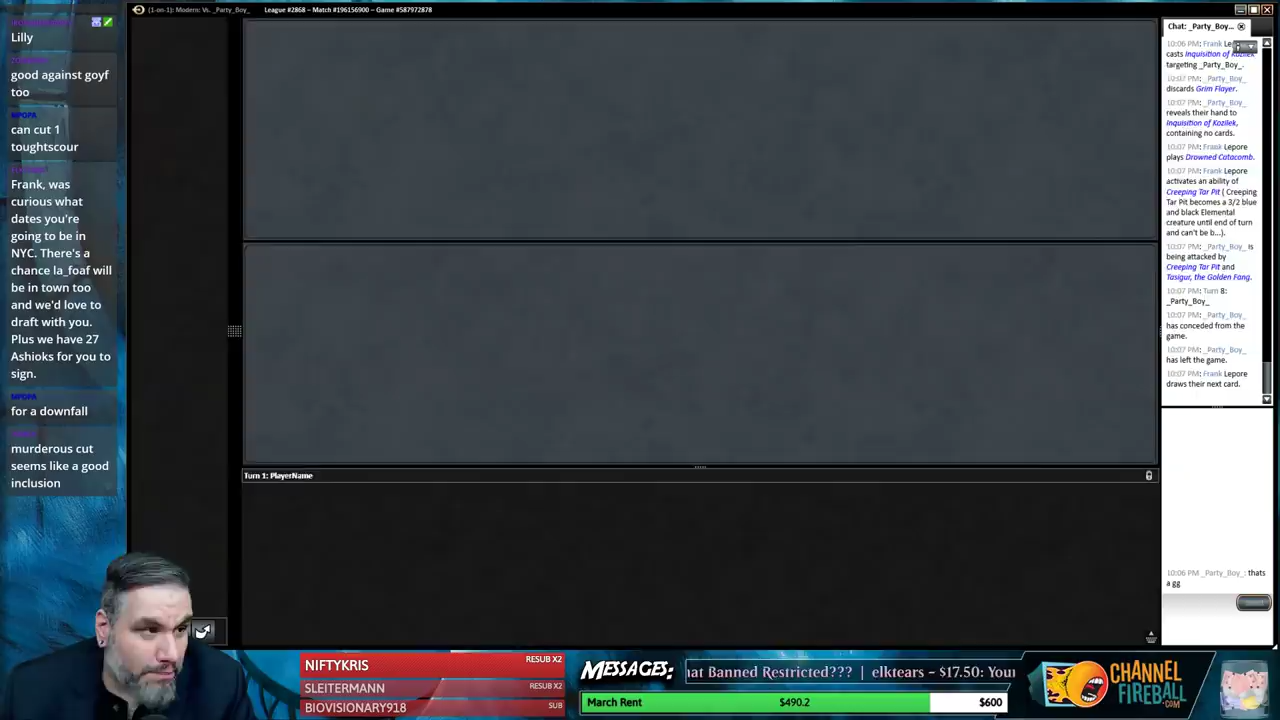 (1-on-1): Modern: Vs. _Party_Boy_
League #2868 – Match #196156900 – Game #587972878
Lilly
good against goyf
too
MPOPA
can cut 1
toughtscour
Frank, was
curious what
dates you're
going to be in
NYC. There's a
chance la_foaf will
be in town too
and we'd love to
draft with you.
Plus we have 27
Ashioks for you to
sign.
MPOPA
for a downfall
murderous cut
seems like a good
inclusion
Turn 1: PlayerName
Chat: _Party_Boy...
10:06 PM: Frank
casts Inquisition of Kozilek
targeting _Party_Boy_.
10:07 PM: _Party_Boy_
discards Grim Flayer.
10:07 PM: _Party_Boy_
reveals their hand to
Inquisition of Kozilek,
containing no cards.
10:07 PM: Frank Lepore
plays Drowned Catacomb.
10:07 PM: Frank Lepore
activates an ability of
Creeping Tar Pit ( Creeping
Tar Pit becomes a 3/2 blue
and black Elemental
creature until end of turn
and can't be b...).
10:07 PM: _Party_Boy_ is
being attacked by
Creeping Tar Pit and
Tasigur, the Golden Fang.
10:07 PM: Turn 8:
_Party_Boy_
10:07 PM: _Party_Boy_
has conceded from the
game.
10:07 PM: _Party_Boy_
has left the game.
10:07 PM: Frank Lepore
draws their next card.
10:06 PM _Party_Boy_: thats
a gg
NIFTYKRIS RESUB X2
SLEITERMANN RESUB X2
BIOVISIONARY918 SUB
MESSAGES:
hat Banned Restricted??? | elktears – $17.50: Your
March Rent $490.2 $600
CHANNEL
FIREBALL
.COM